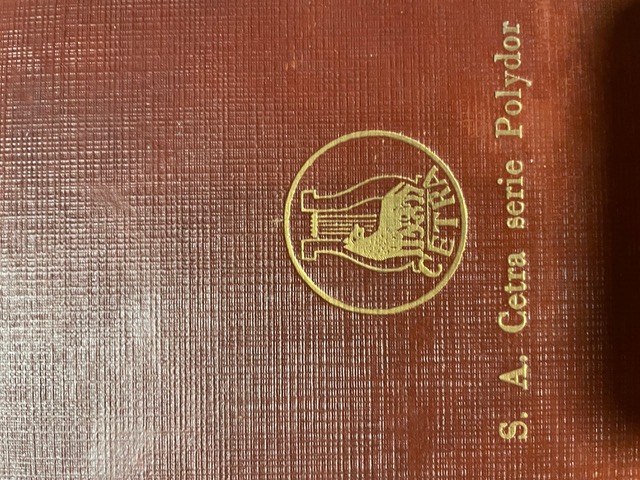 CETRA
S. A. Cetra serie Polydor